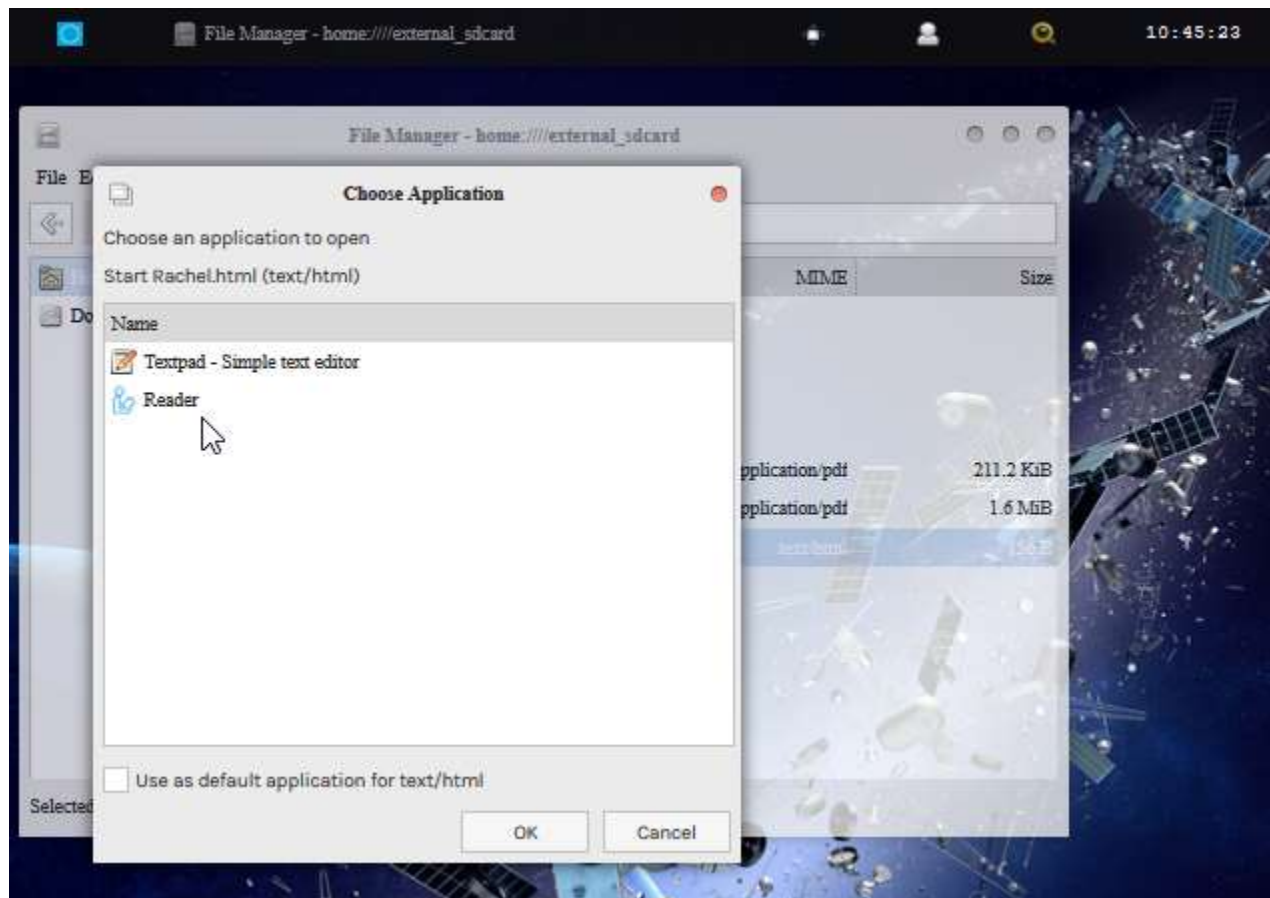 File Manager - home:////external_sdcard
10:45:23
File Manager - home:////external_sdcard
File E
Choose Application
Choose an application to open
Start Rachel.html (text/html)
MIME
Size
Do
Name
Textpad - Simple text editor
Reader
pplication/pdf
211.2 KiB
pplication/pdf
1.6 MiB
text/html
Use as default application for text/html
Selected
OK
Cancel